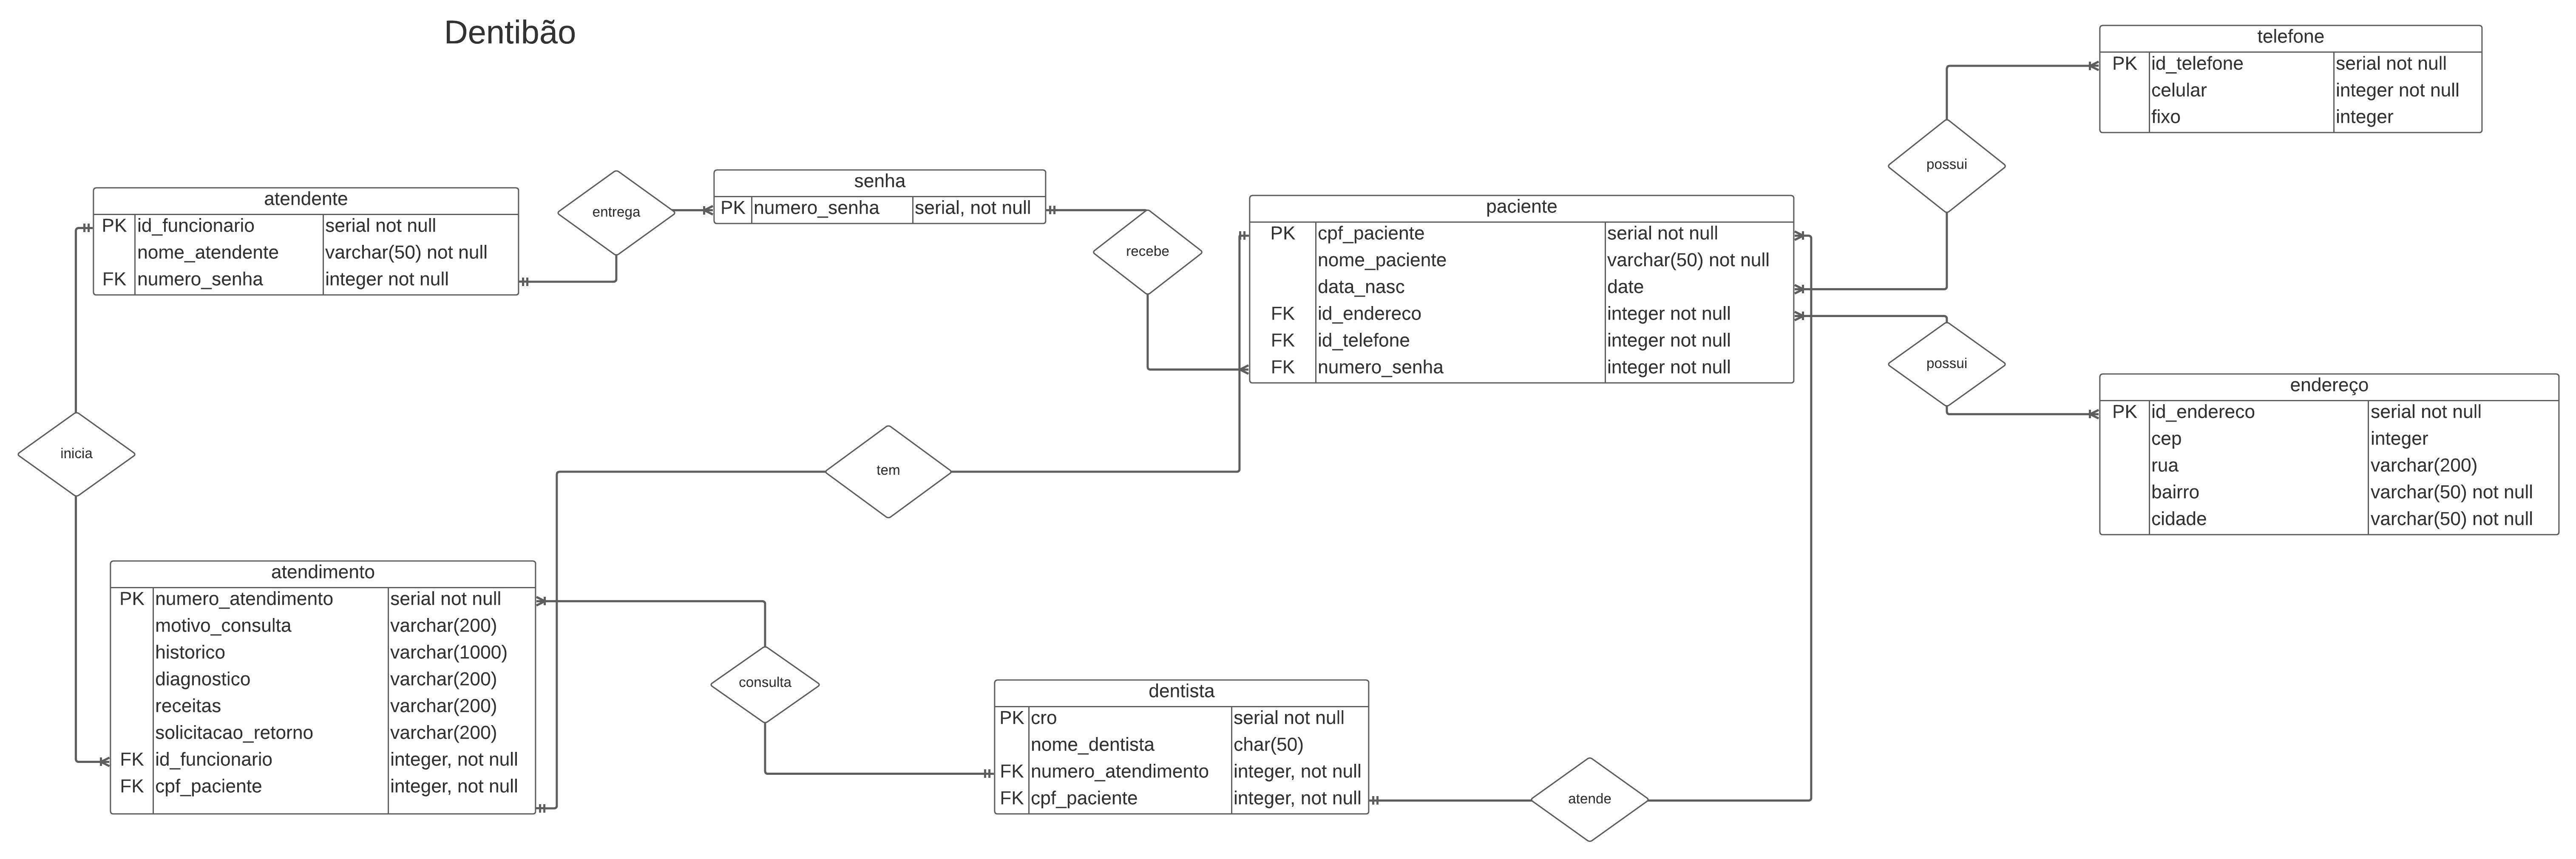 Dentibão
telefone
PK id_telefone serial not null
celular integer not null
fixo integer
possui
atendente
PK id_funcionario serial not null
nome_atendente varchar(50) not null
FK numero_senha integer not null
entrega
senha
PK numero_senha serial, not null
recebe
paciente
PK cpf_paciente serial not null
nome_paciente varchar(50) not null
data_nasc date
FK id_endereco integer not null
FK id_telefone integer not null
FK numero_senha integer not null
possui
endereço
PK id_endereco serial not null
cep integer
rua varchar(200)
bairro varchar(50) not null
cidade varchar(50) not null
inicia
tem
atendimento
PK numero_atendimento serial not null
motivo_consulta varchar(200)
historico varchar(1000)
diagnostico varchar(200)
receitas varchar(200)
solicitacao_retorno varchar(200)
FK id_funcionario integer, not null
FK cpf_paciente integer, not null
consulta
dentista
PK cro serial not null
nome_dentista char(50)
FK numero_atendimento integer, not null
FK cpf_paciente integer, not null
atende